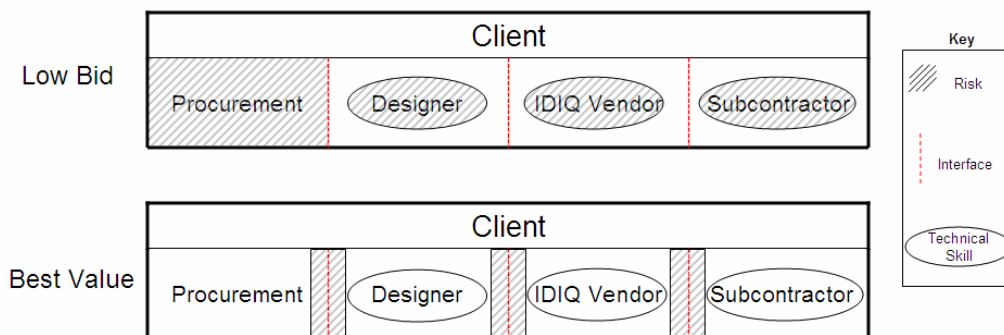 Client
Low Bid
Procurement
Designer
IDIQ Vendor
Subcontractor
Client
Best Value
Procurement
Designer
IDIQ Vendor
Subcontractor
Key
Risk
Interface
Technical
Skill